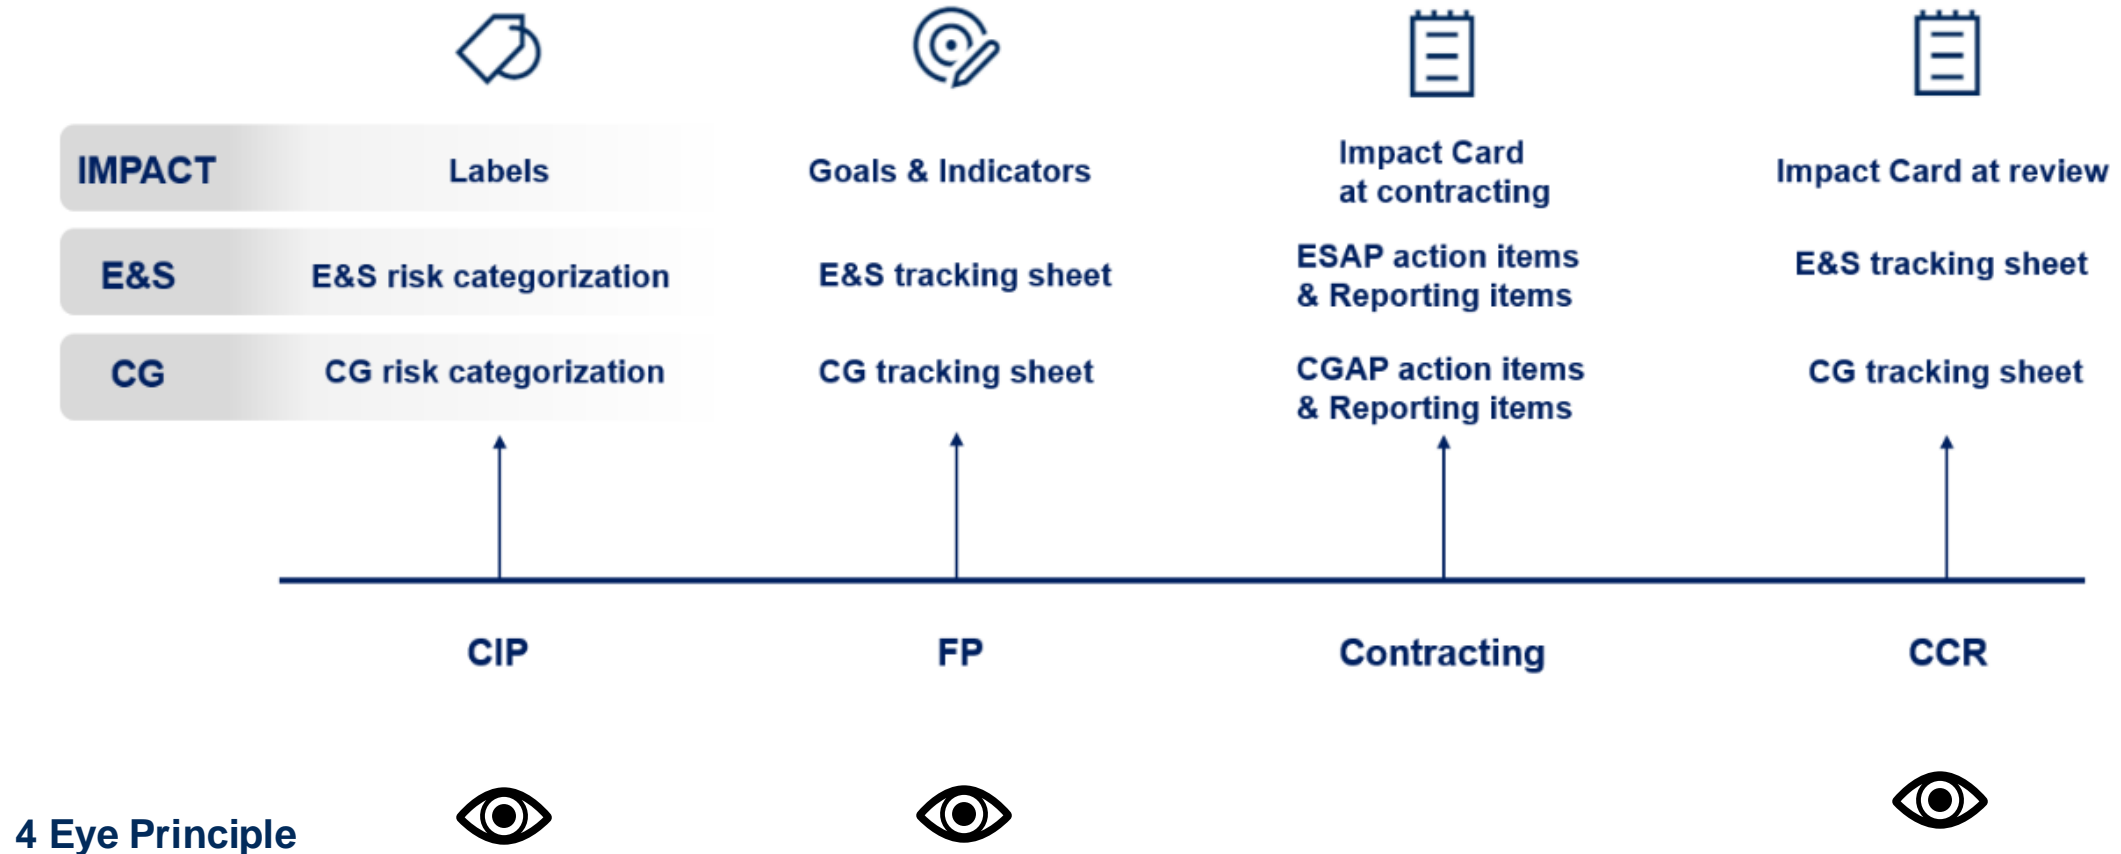 IMPACT
Labels
Goals & Indicators
Impact Card
at contracting
Impact Card at review
E&S
E&S risk categorization
E&S tracking sheet
ESAP action items
& Reporting items
E&S tracking sheet
CG
CG risk categorization
CG tracking sheet
CGAP action items
& Reporting items
CG tracking sheet
CIP
FP
Contracting
CCR
4 Eye Principle